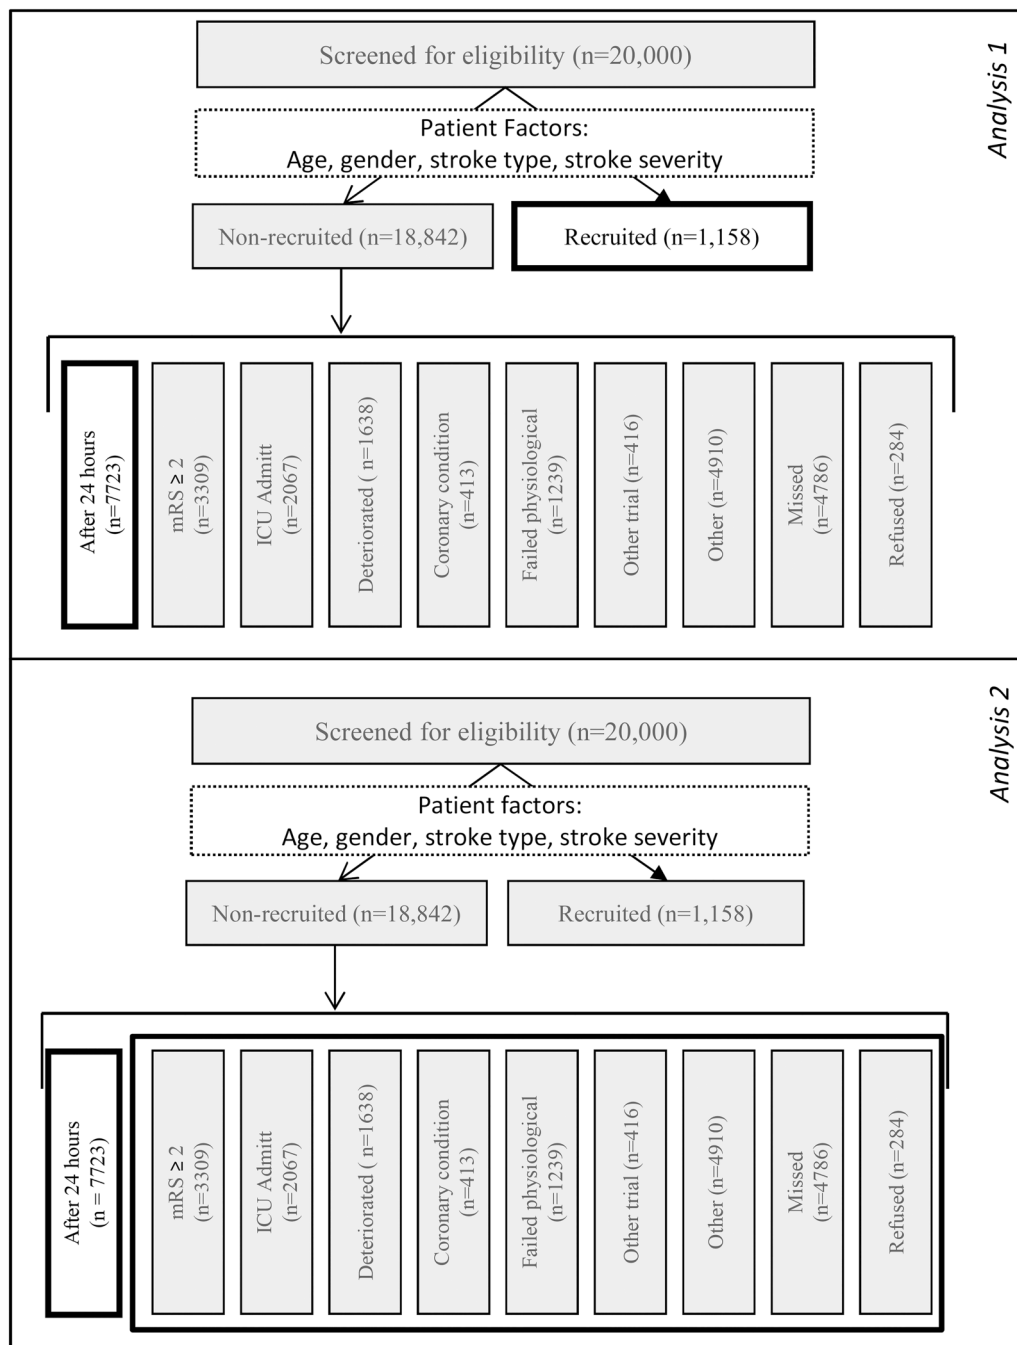 Analysis 1
Screened for eligibility (n=20,000)
Patient Factors:
Age, gender, stroke type, stroke severity
Non-recruited (n=18,842)
Recruited (n=1,158)
After 24 hours
(n=7723)
mRS ≥ 2
(n=3309)
ICU Admitt
(n=2067)
Deteriorated ( n=1638)
Coronary condition
(n=413)
Failed physiological
(n=1239)
Other trial (n=416)
Other (n=4910)
Missed
(n=4786)
Refused (n=284)
Analysis 2
Screened for eligibility (n=20,000)
Patient factors:
Age, gender, stroke type, stroke severity
Non-recruited (n=18,842)
Recruited (n=1,158)
After 24 hours
(n = 7723)
mRS ≥ 2
(n=3309)
ICU Admitt
(n=2067)
Deteriorated ( n=1638)
Coronary condition
(n=413)
Failed physiological
(n=1239)
Other trial (n=416)
Other (n=4910)
Missed
(n=4786)
Refused (n=284)